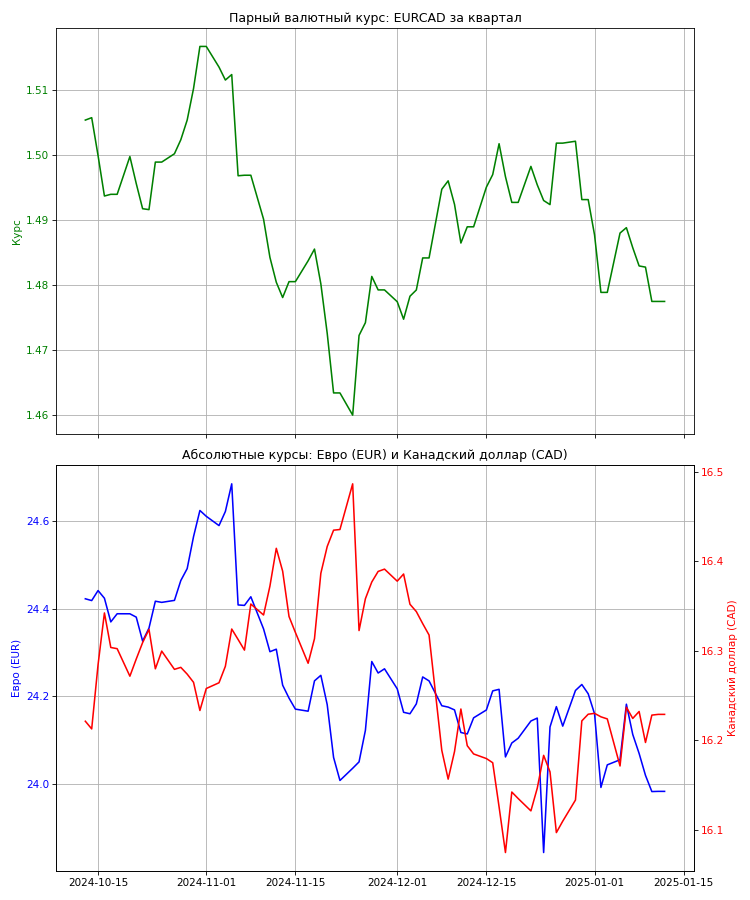 Парный валютный курс: EURCAD за квартал
1.51
1.50
1.49
1.48
1.47
1.46
Курс
Абсолютные курсы: Евро (EUR) и Канадский доллар (CAD)
24.6
24.4
24.2
24.0
Евро (EUR)
16.5
16.4
16.3
16.2
16.1
Канадский доллар (CAD)
2024-10-15 2024-11-01 2024-11-15 2024-12-01 2024-12-15 2025-01-01 2025-01-15